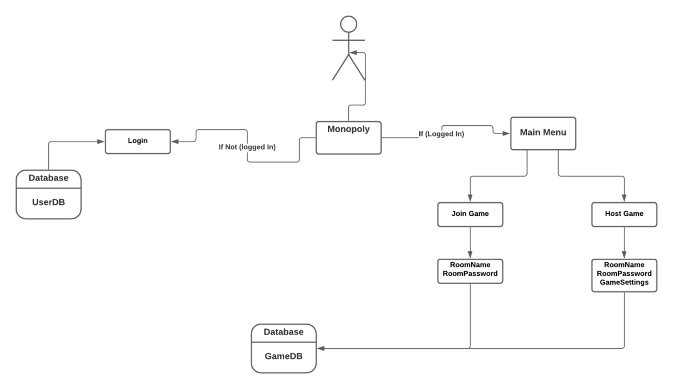 Monopoly
Login
If Not (logged In)
If (Logged In)
Main Menu
Database
UserDB
Join Game
Host Game
RoomName
RoomPassword
RoomName
RoomPassword
GameSettings
Database
GameDB